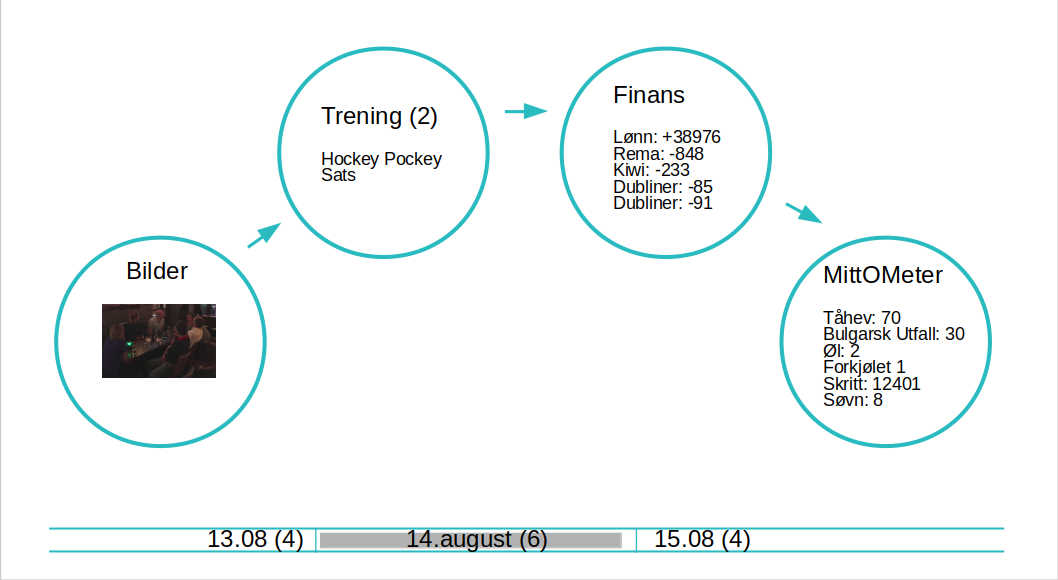 Bilder
Trening (2)
Hockey Pockey
Sats
Finans
Lønn: +38976
Rema: -848
Kiwi: -233
Dubliner: -85
Dubliner: -91
MittOMeter
Tåhev: 70
Bulgarsk Utfall: 30
Øl: 2
Forkjølet 1
Skritt: 12401
Søvn: 8
13.08 (4)
14.august (6)
15.08 (4)